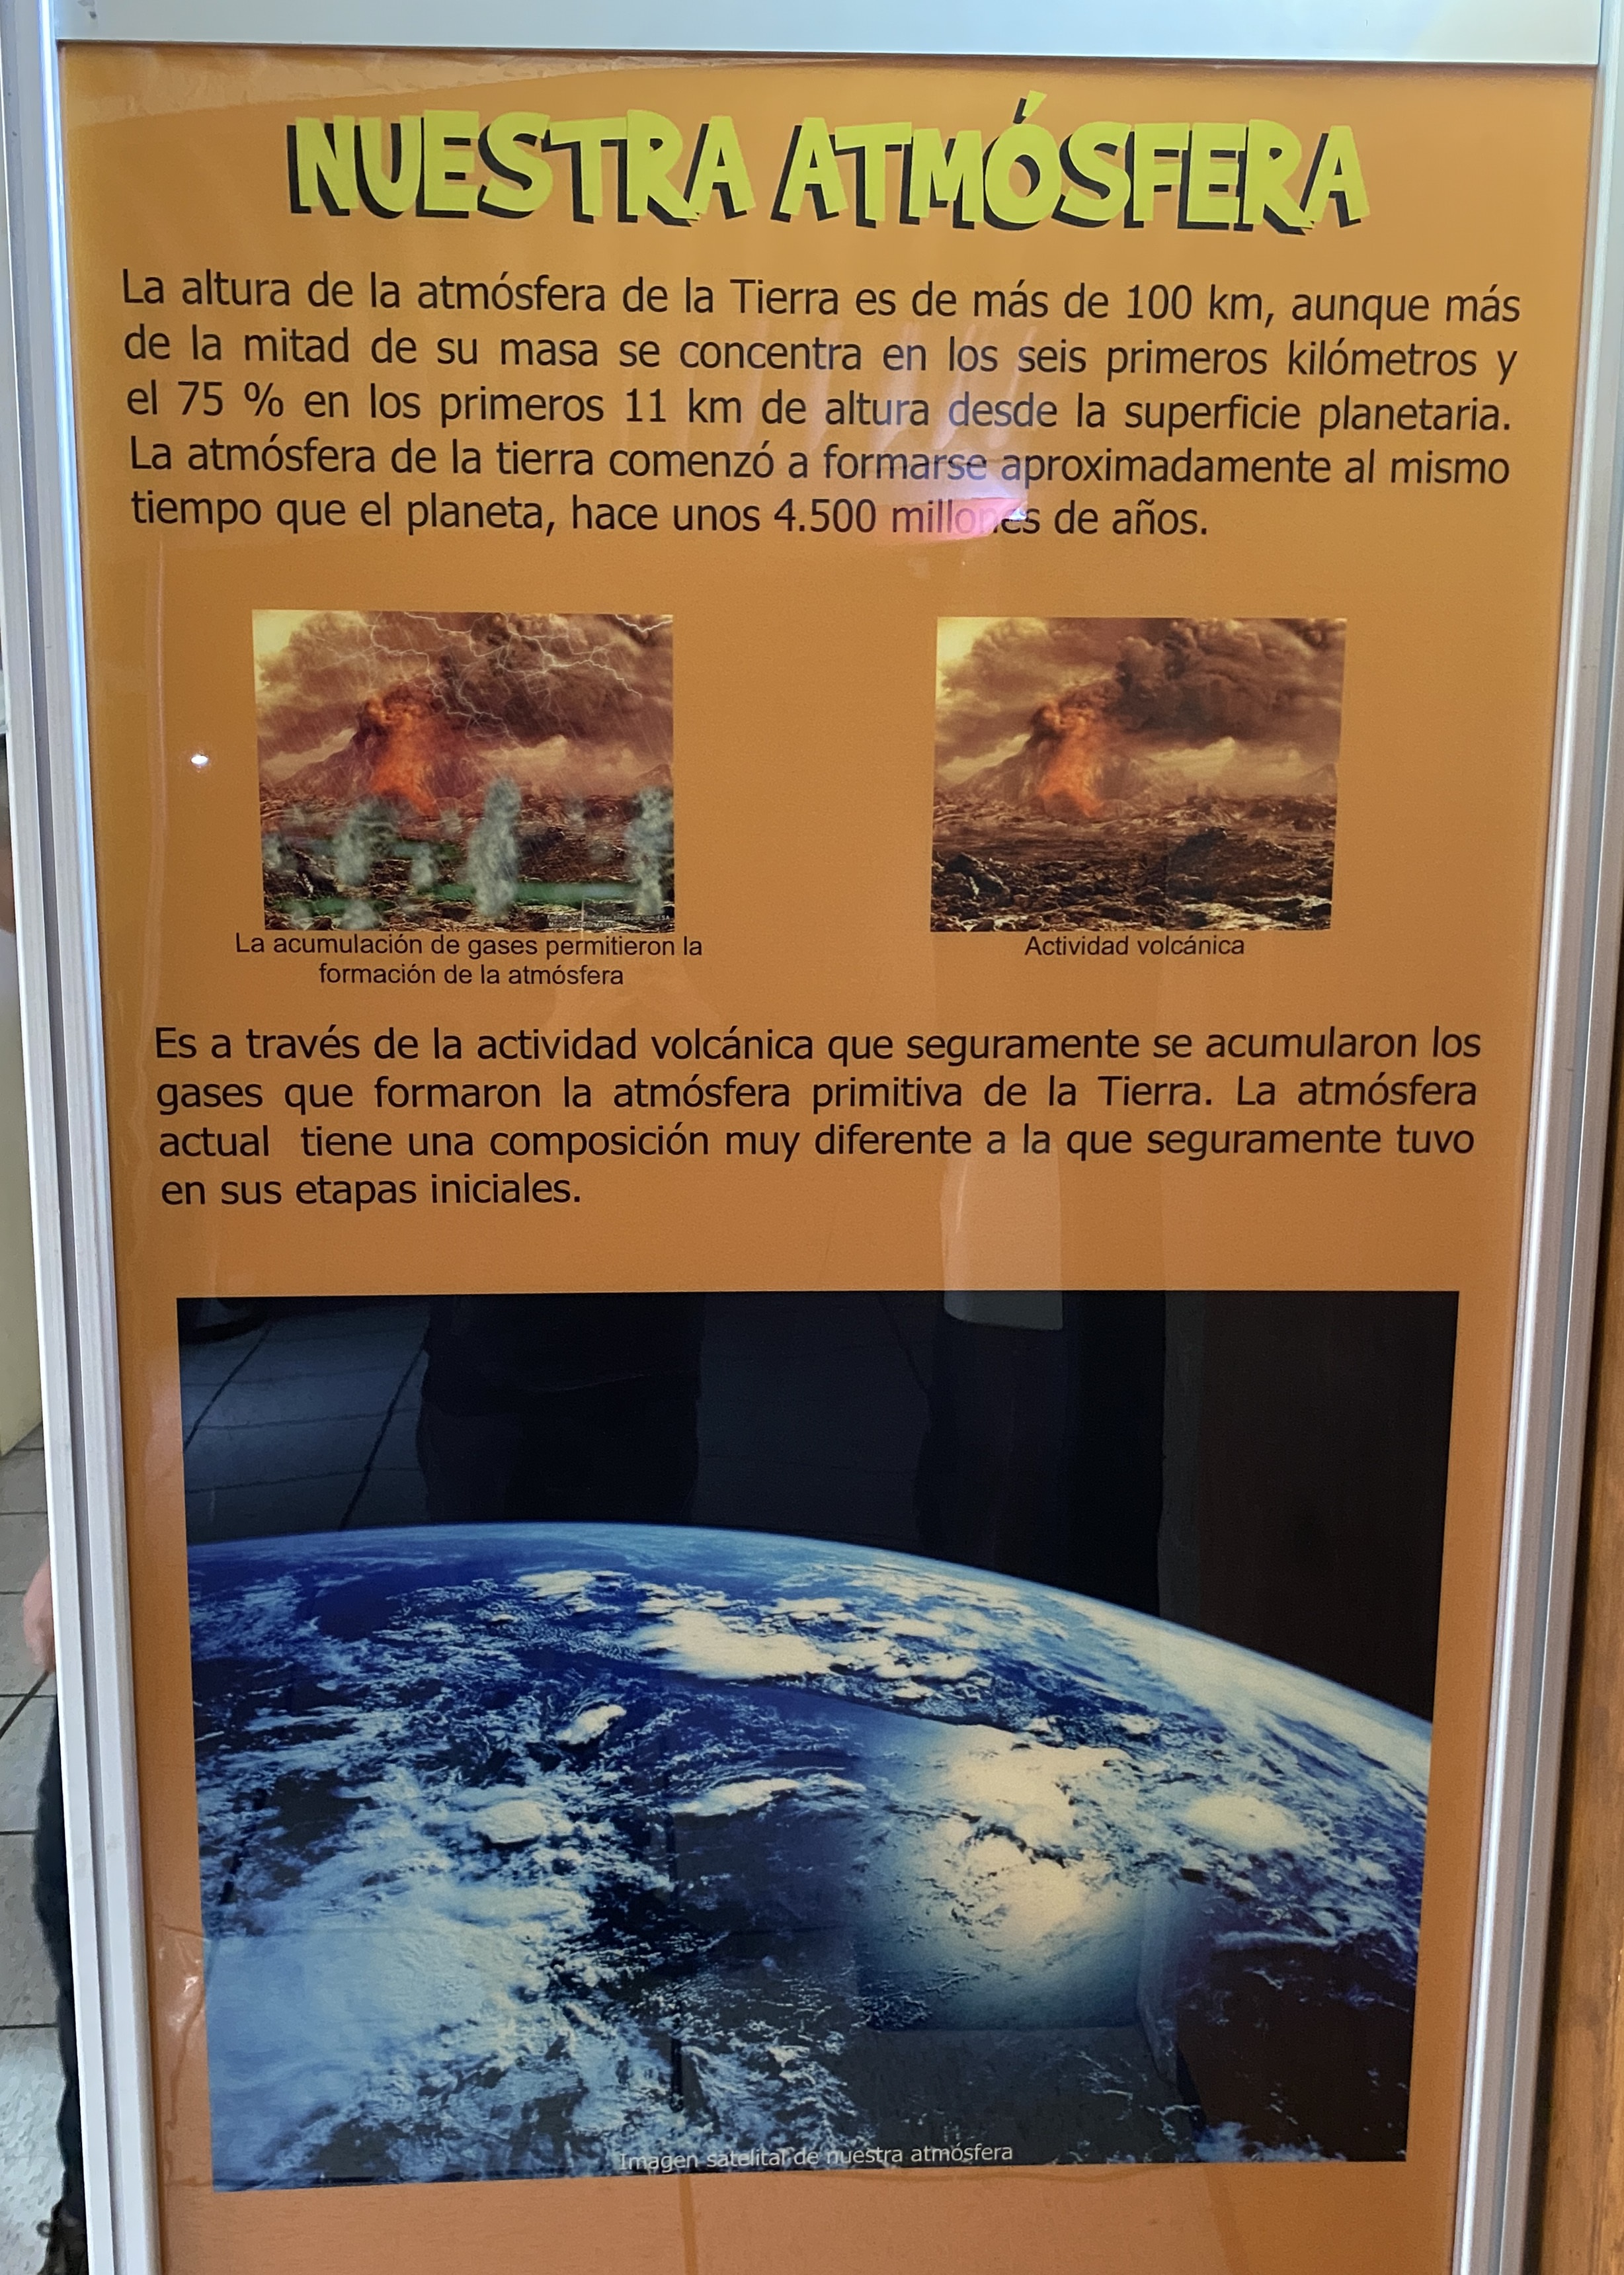 NUESTRA ATMÓSFERA
La altura de la atmósfera de la Tierra es de más de 100 km, aunque más
de la mitad de su masa se concentra en los seis primeros kilómetros y
el 75 % en los primeros 11 km de altura desde la superficie planetaria.
La atmósfera de la tierra comenzó a formarse aproximadamente al mismo
tiempo que el planeta, hace unos 4.500 millones de años.
La acumulación de gases permitieron la
formación de la atmósfera
Actividad volcánica
Es a través de la actividad volcánica que seguramente se acumularon los
gases que formaron la atmósfera primitiva de la Tierra. La atmósfera
actual tiene una composición muy diferente a la que seguramente tuvo
en sus etapas iniciales.
Imagen satelital de nuestra atmósfera